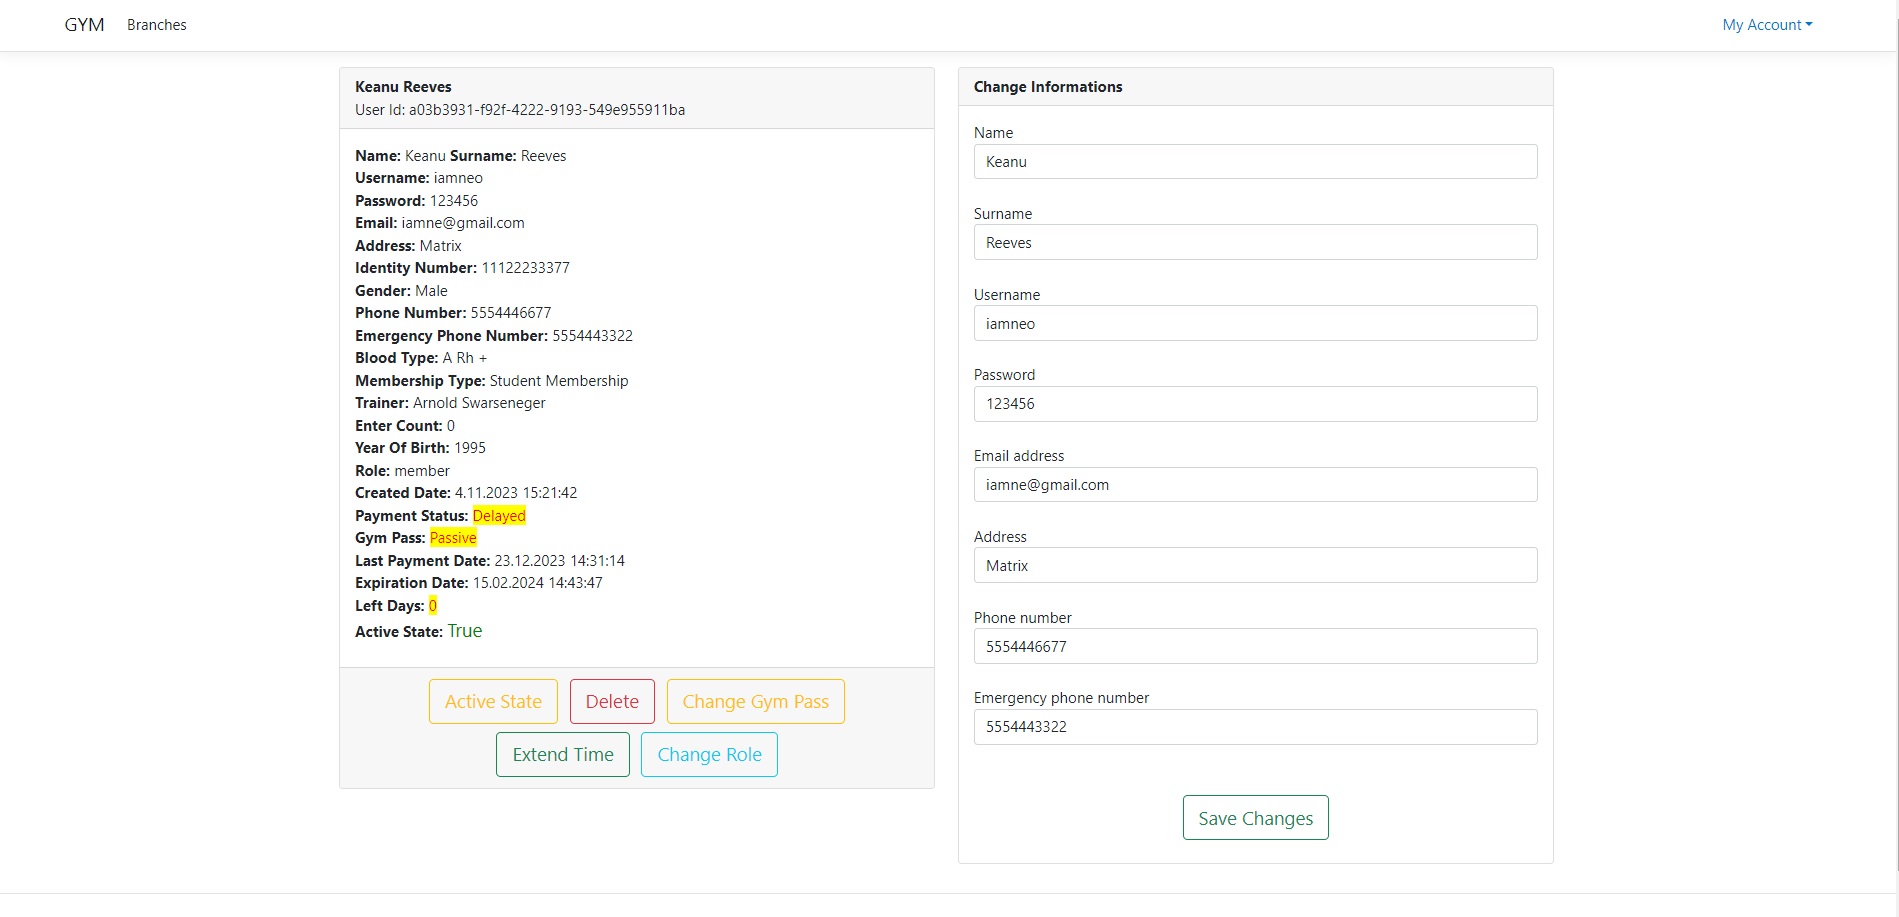 GYM Branches My Account
Keanu Reeves
User Id: a03b3931-f92f-4222-9193-549e955911ba
Name: Keanu Surname: Reeves
Username: iamneo
Password: 123456
Email: iamne@gmail.com
Address: Matrix
Identity Number: 11122233377
Gender: Male
Phone Number: 5554446677
Emergency Phone Number: 5554443322
Blood Type: A Rh +
Membership Type: Student Membership
Trainer: Arnold Swarseneger
Enter Count: 0
Year Of Birth: 1995
Role: member
Created Date: 4.11.2023 15:21:42
Payment Status: Delayed
Gym Pass: Passive
Last Payment Date: 23.12.2023 14:31:14
Expiration Date: 15.02.2024 14:43:47
Left Days: 0
Active State: True
Active State Delete Change Gym Pass
Extend Time Change Role
Change Informations
Name
Keanu
Surname
Reeves
Username
iamneo
Password
123456
Email address
iamne@gmail.com
Address
Matrix
Phone number
5554446677
Emergency phone number
5554443322
Save Changes